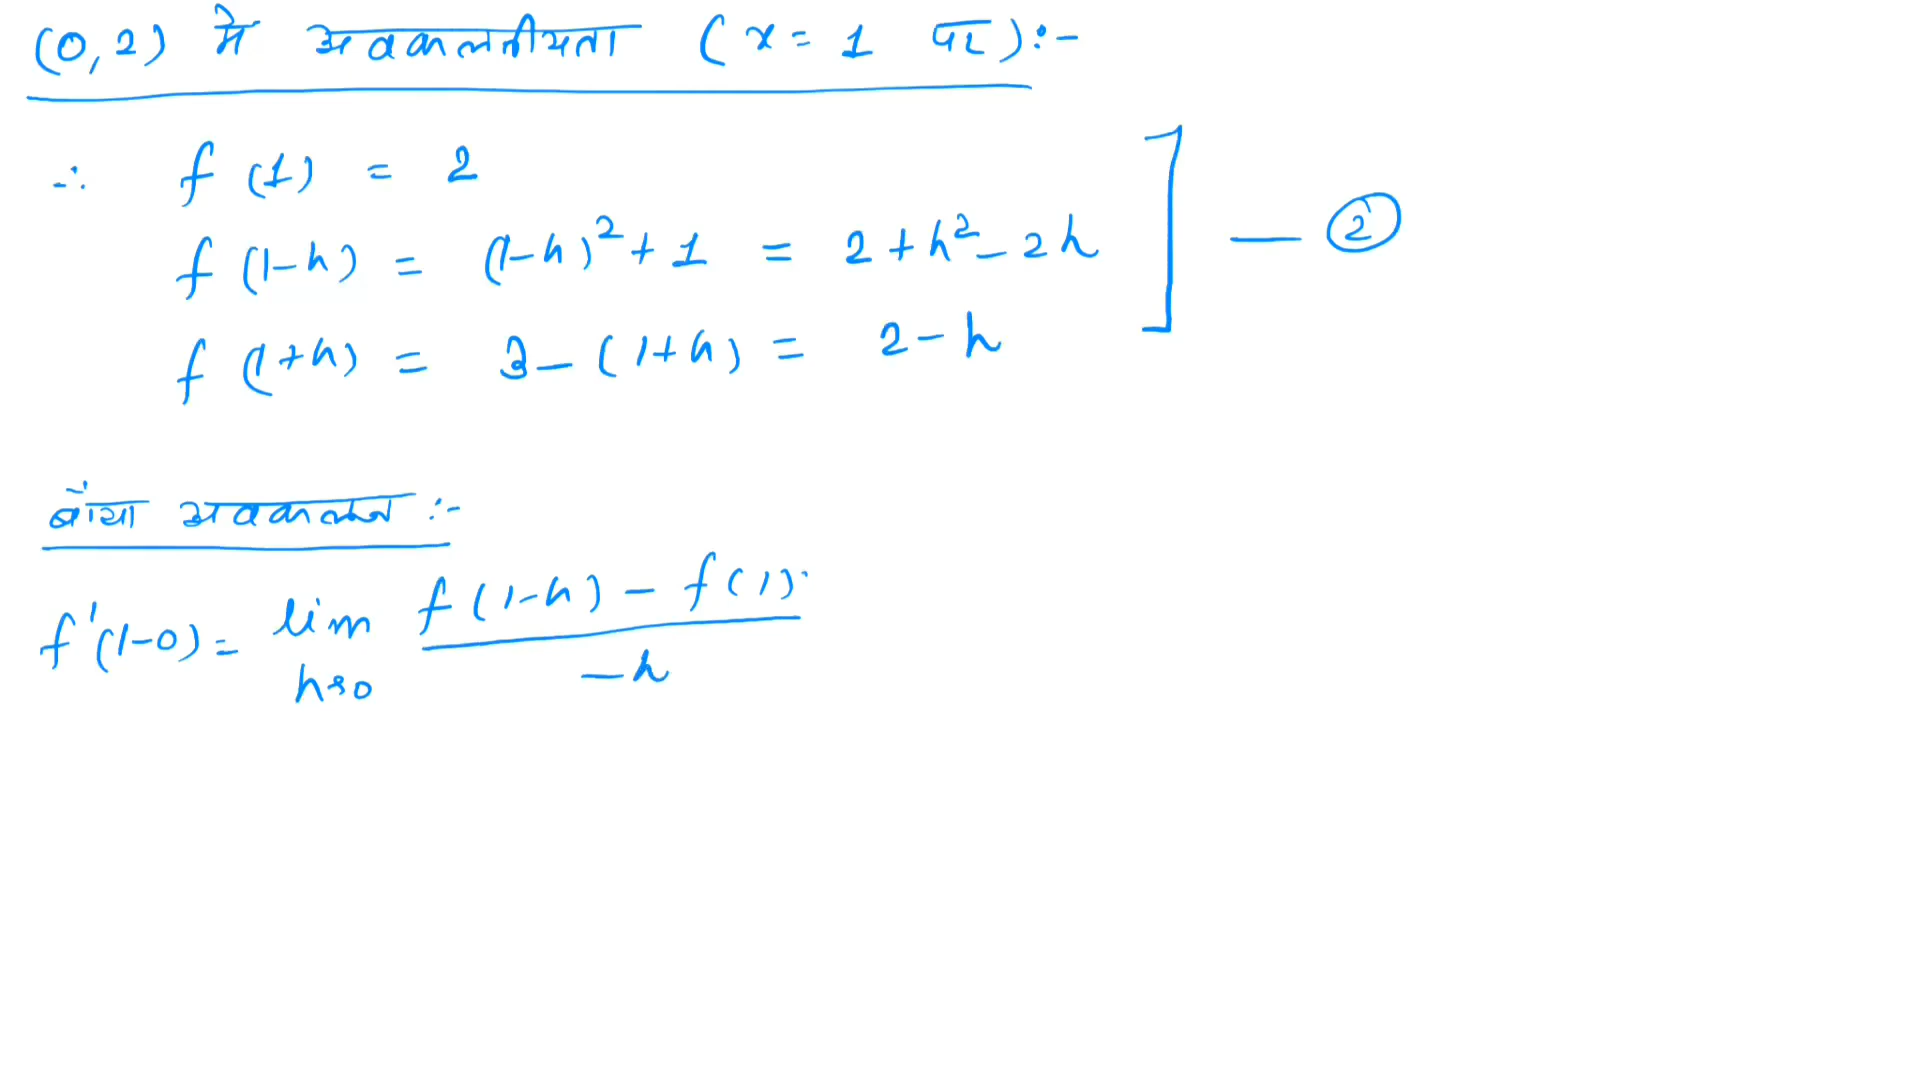 (0,2) में अवकलनीयता (x = 1 पर):-
∴ f(1) = 2
f(1-h) = (1-h)²+1 = 2+h²-2h
— ②
f(1+h) = 3-(1+h) = 2-h
बाँया अवकलन :-
f'(1-0) = lim h→0 f(1-h) - f(1) / -h